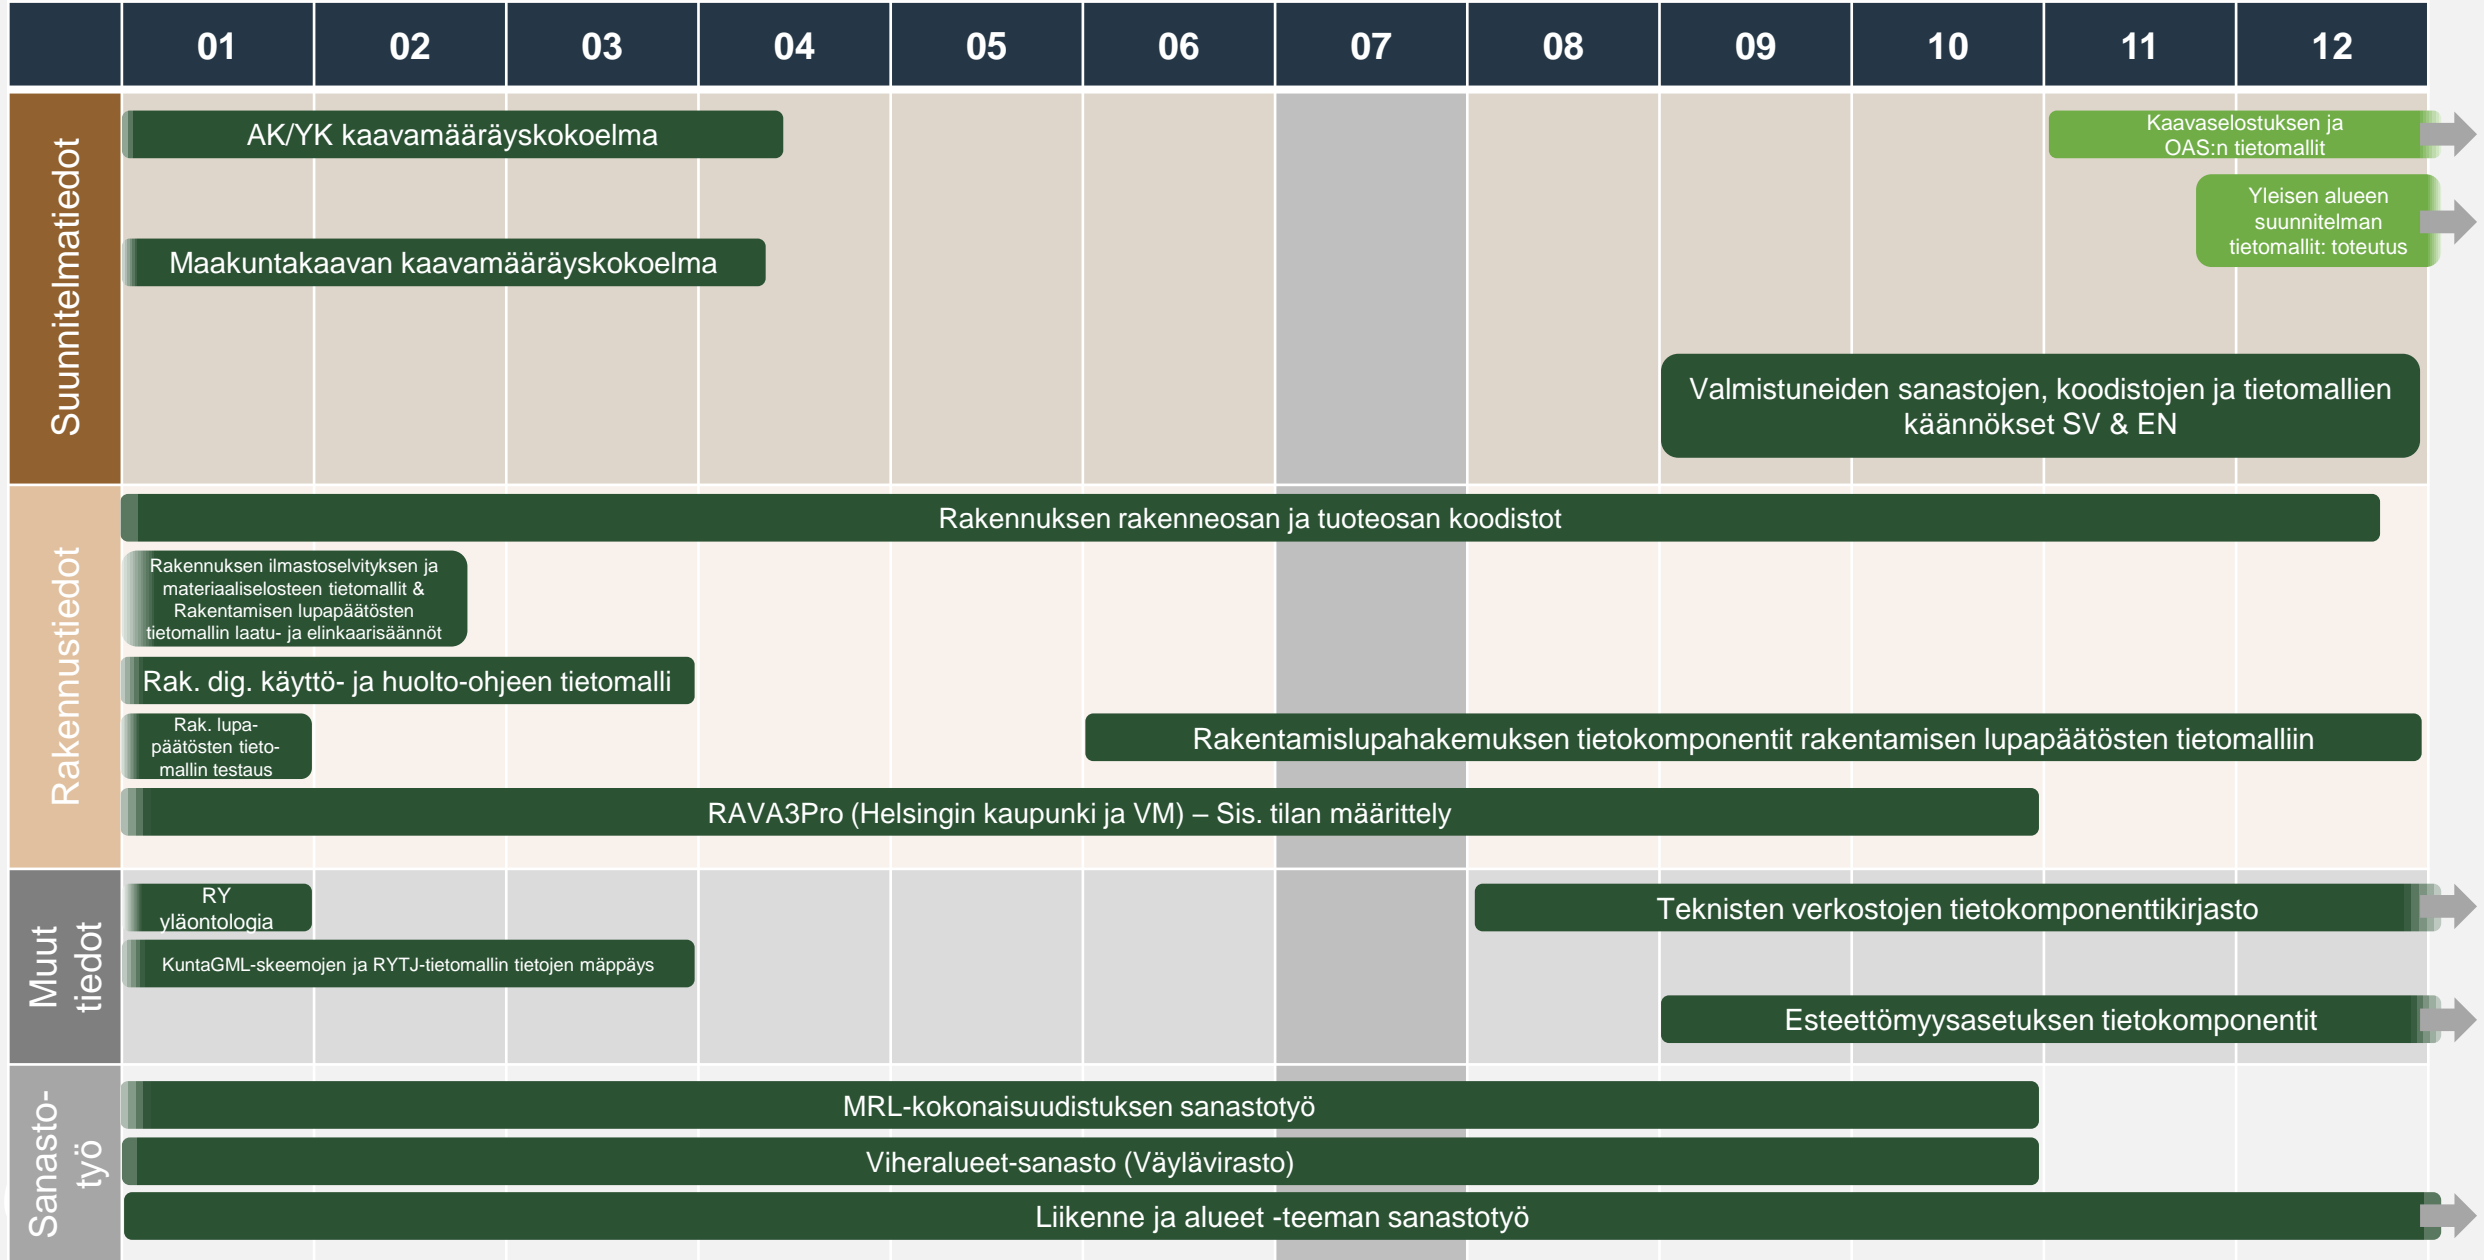 01 02 03 04 05 06 07 08 09 10 11 12
Suunnitelmatiedot
AK/YK kaavamääräyskokoelma
Kaavaselostuksen ja
OAS:n tietomallit
Yleisen alueen
suunnitelman
tietomallit: toteutus
Maakuntakaavan kaavamääräyskokoelma
Valmistuneiden sanastojen, koodistojen ja tietomallien
käännökset SV & EN
Rakennustiedot
Rakennuksen rakenneosan ja tuoteosan koodistot
Rakennuksen ilmastoselvityksen ja
materiaaliselosteen tietomallit &
Rakentamisen lupapäätösten
tietomallin laatu- ja elinkaarisäännöt
Rak. dig. käyttö- ja huolto-ohjeen tietomalli
Rak. lupa-
päätösten tieto-
mallin testaus
Rakentamislupahakemuksen tietokomponentit rakentamisen lupapäätösten tietomalliin
RAVA3Pro (Helsingin kaupunki ja VM) – Sis. tilan määrittely
Muut
tiedot
RY
yläontologia
Teknisten verkostojen tietokomponenttikirjasto
KuntaGML-skeemojen ja RYTJ-tietomallin tietojen mäppäys
Esteettömyysasetuksen tietokomponentit
Sanasto-
työ
MRL-kokonaisuudistuksen sanastotyö
Viheralueet-sanasto (Väylävirasto)
Liikenne ja alueet -teeman sanastotyö